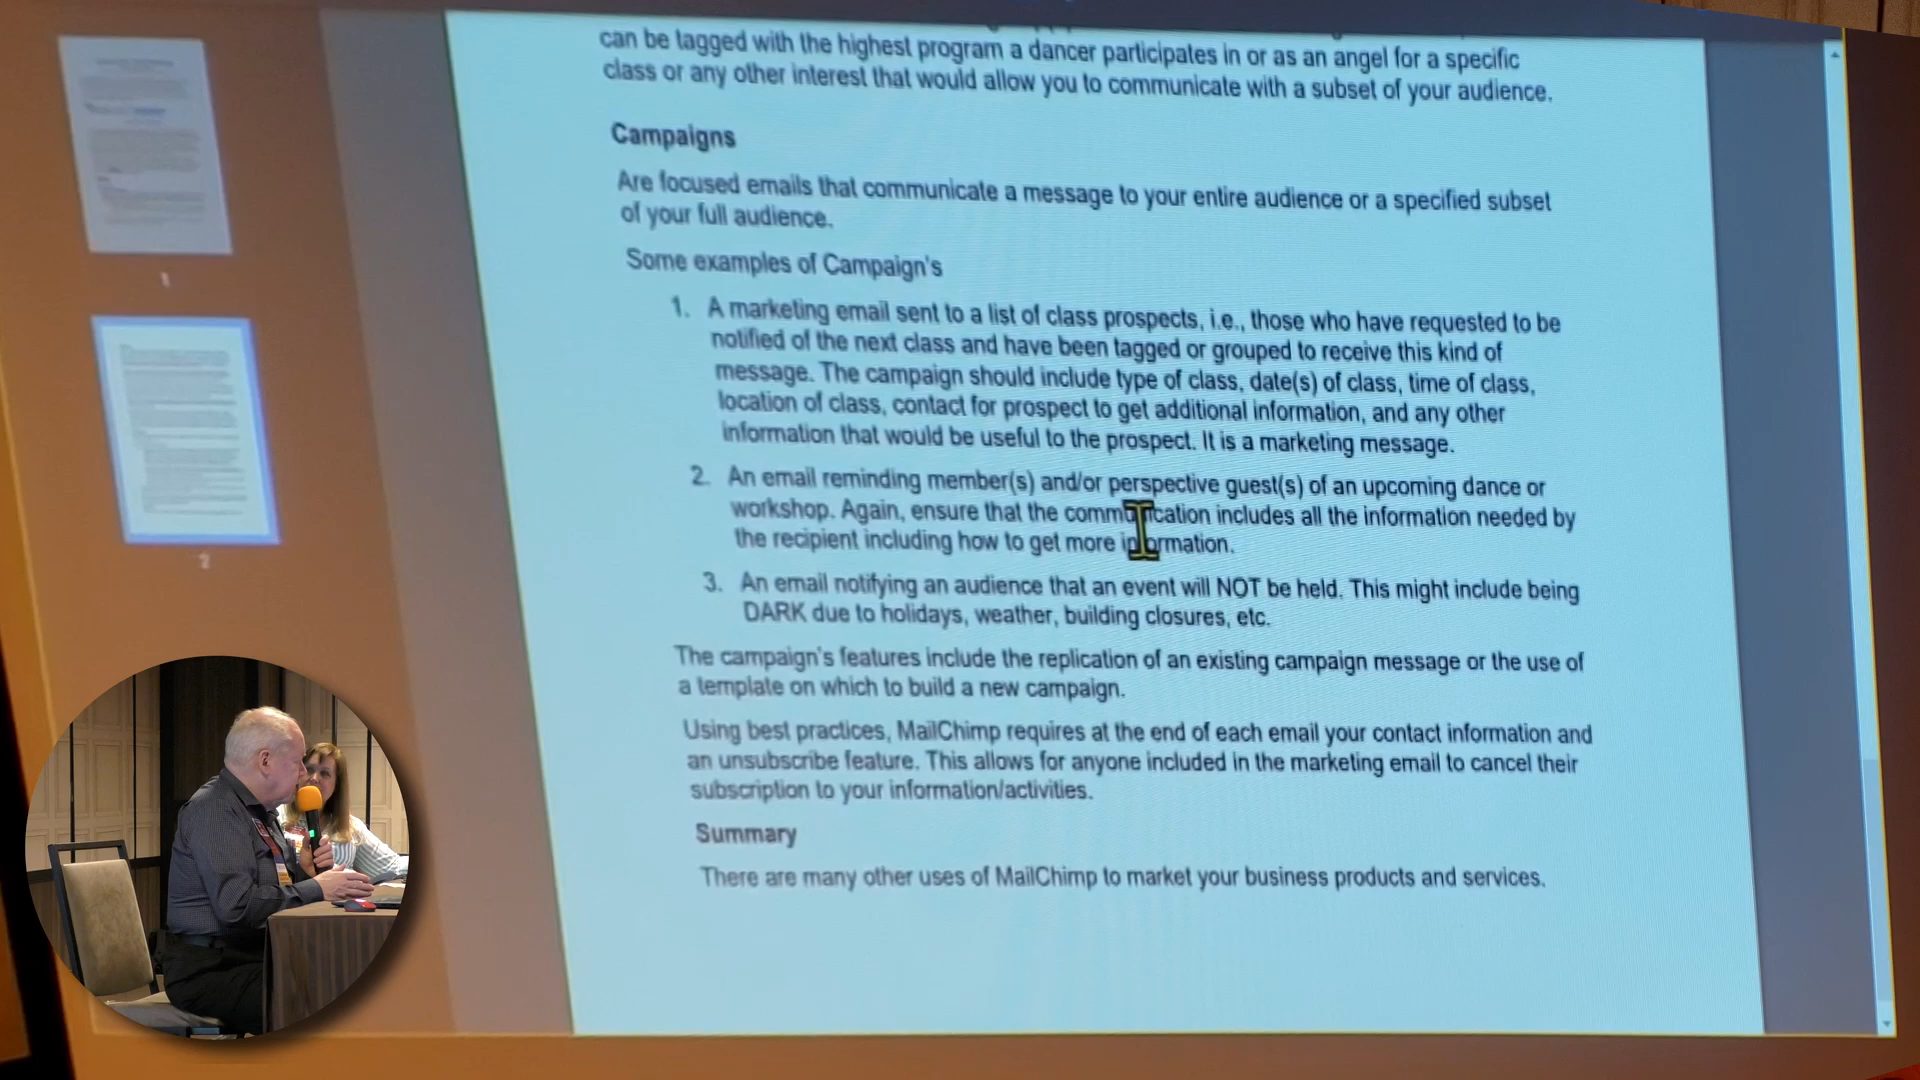 can be tagged with the highest program a dancer participates in or as an angel for a specific
class or any other interest that would allow you to communicate with a subset of your audience.
Campaigns
Are focused emails that communicate a message to your entire audience or a specified subset
of your full audience.
Some examples of Campaign's
1. A marketing email sent to a list of class prospects, i.e., those who have requested to be
notified of the next class and have been tagged or grouped to receive this kind of
message. The campaign should include type of class, date(s) of class, time of class,
location of class, contact for prospect to get additional information, and any other
information that would be useful to the prospect. It is a marketing message.
2. An email reminding member(s) and/or perspective guest(s) of an upcoming dance or
workshop. Again, ensure that the communication includes all the information needed by
the recipient including how to get more information.
3. An email notifying an audience that an event will NOT be held. This might include being
DARK due to holidays, weather, building closures, etc.
The campaign's features include the replication of an existing campaign message or the use of
a template on which to build a new campaign.
Using best practices, MailChimp requires at the end of each email your contact information and
an unsubscribe feature. This allows for anyone included in the marketing email to cancel their
subscription to your information/activities.
Summary
There are many other uses of MailChimp to market your business products and services.
1
2